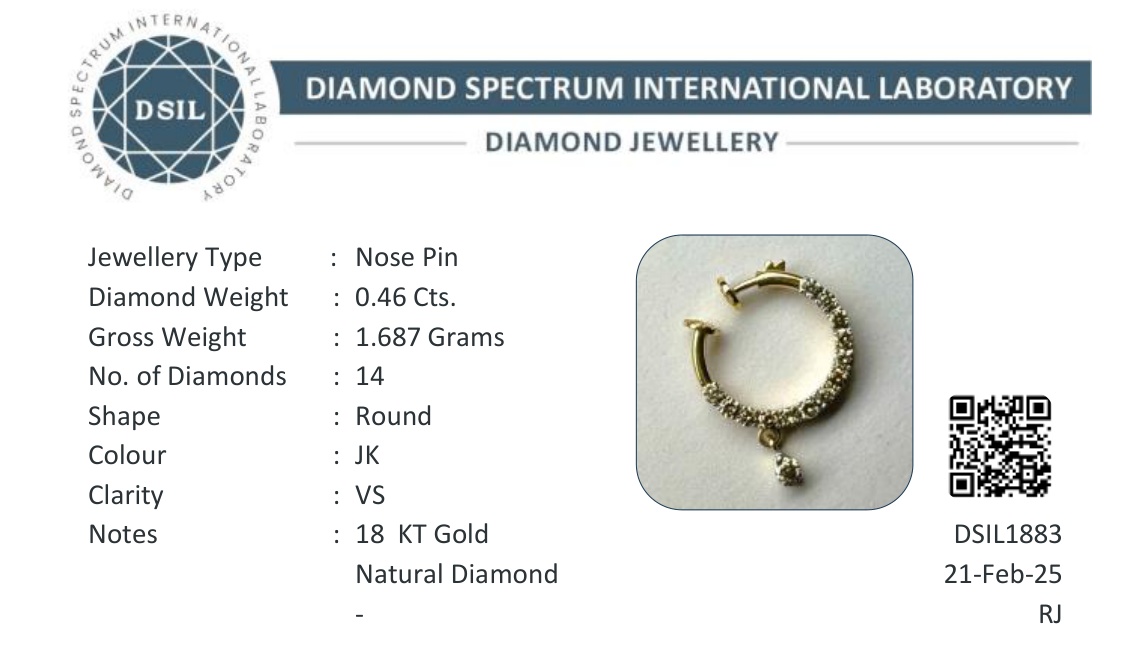 DIAMOND SPECTRUM INTERNATIONAL LABORATORY
DSIL
DIAMOND SPECTRUM INTERNATIONAL LABORATORY
DIAMOND JEWELLERY
Jewellery Type : Nose Pin
Diamond Weight : 0.46 Cts.
Gross Weight : 1.687 Grams
No. of Diamonds : 14
Shape : Round
Colour : JK
Clarity : VS
Notes : 18 KT Gold
Natural Diamond
-
DSIL1883
21-Feb-25
RJ